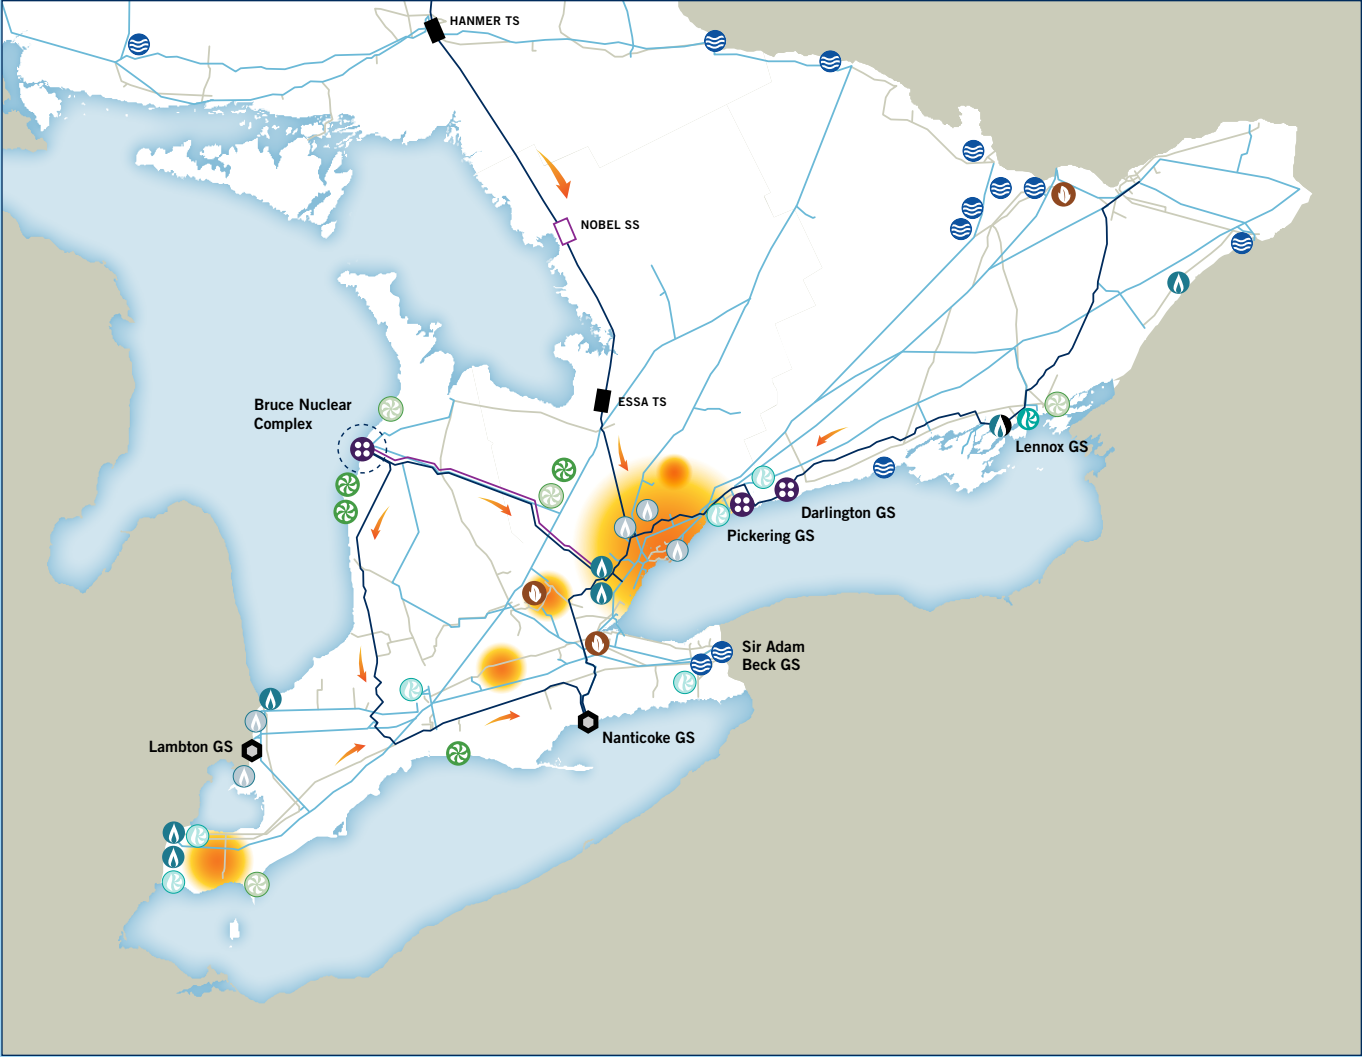 HANMER TS
NOBEL SS
ESSA TS
Bruce Nuclear
Complex
Lennox GS
Darlington GS
Pickering GS
Sir Adam
Beck GS
Nanticoke GS
Lambton GS